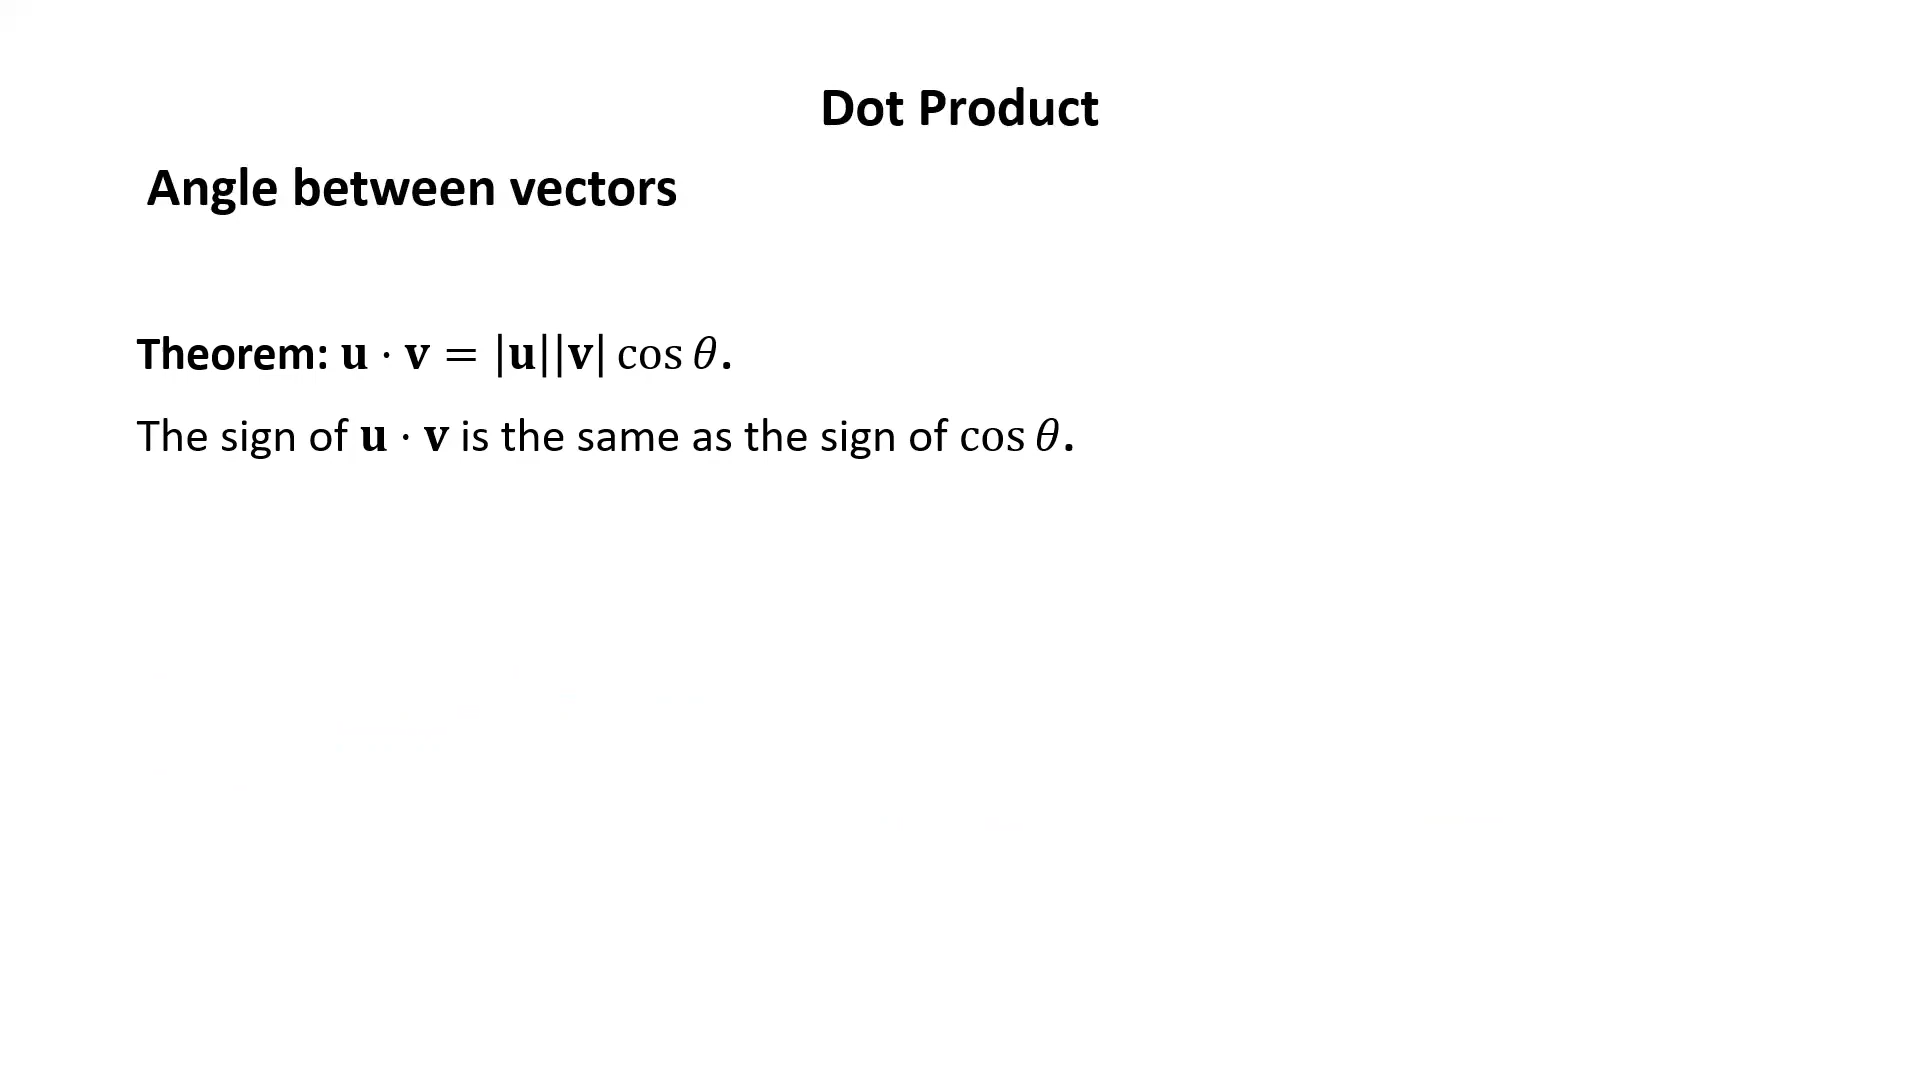 Dot Product
Angle between vectors
Theorem: 𝐮 · 𝐯 = |𝐮||𝐯| cos 𝜃.
The sign of 𝐮 · 𝐯 is the same as the sign of cos 𝜃.